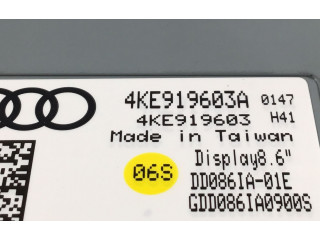 4KE919603A 0147
4KE919603 H41
Made in Taiwan
06S
Display8.6"
DD086IA-01E
GDD086IA0900S